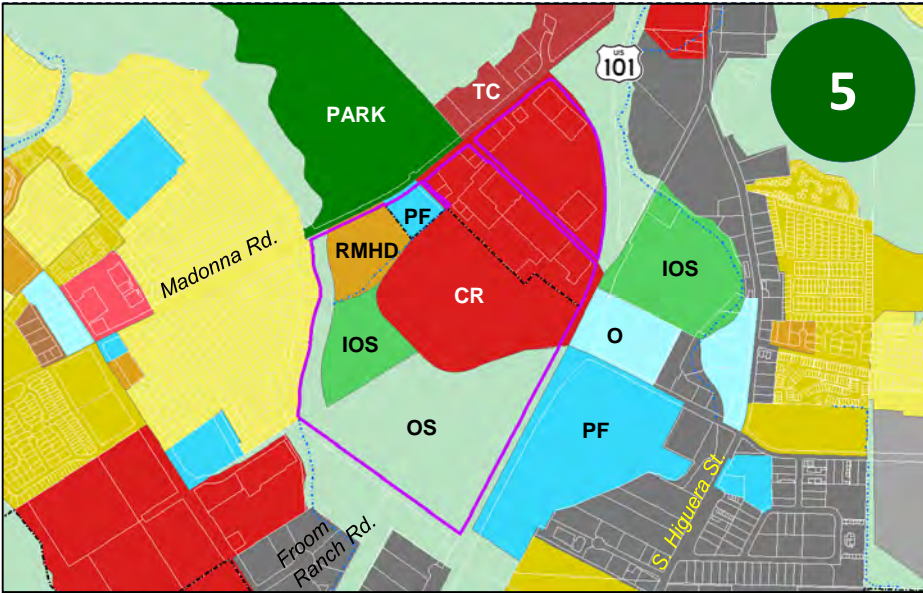 US
101
5
TC
PARK
PF
RMHD
Madonna Rd.
IOS
CR
IOS
O
OS
PF
S. Higuera St.
Froom
Ranch Rd.